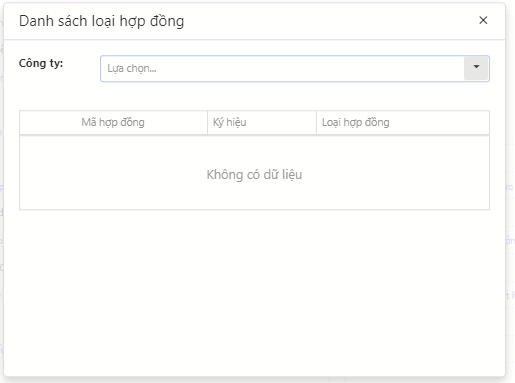 Danh sách loại hợp đồng
Công ty:
Lựa chọn...
Mã hợp đồng
Ký hiệu
Loại hợp đồng
Không có dữ liệu